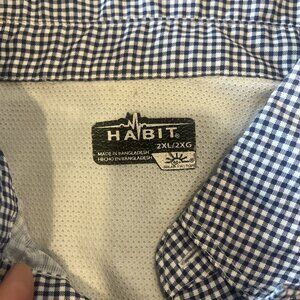 HABIT®
2XL/2XG
MADE IN BANGLADESH
HECHO EN BANGLADESH